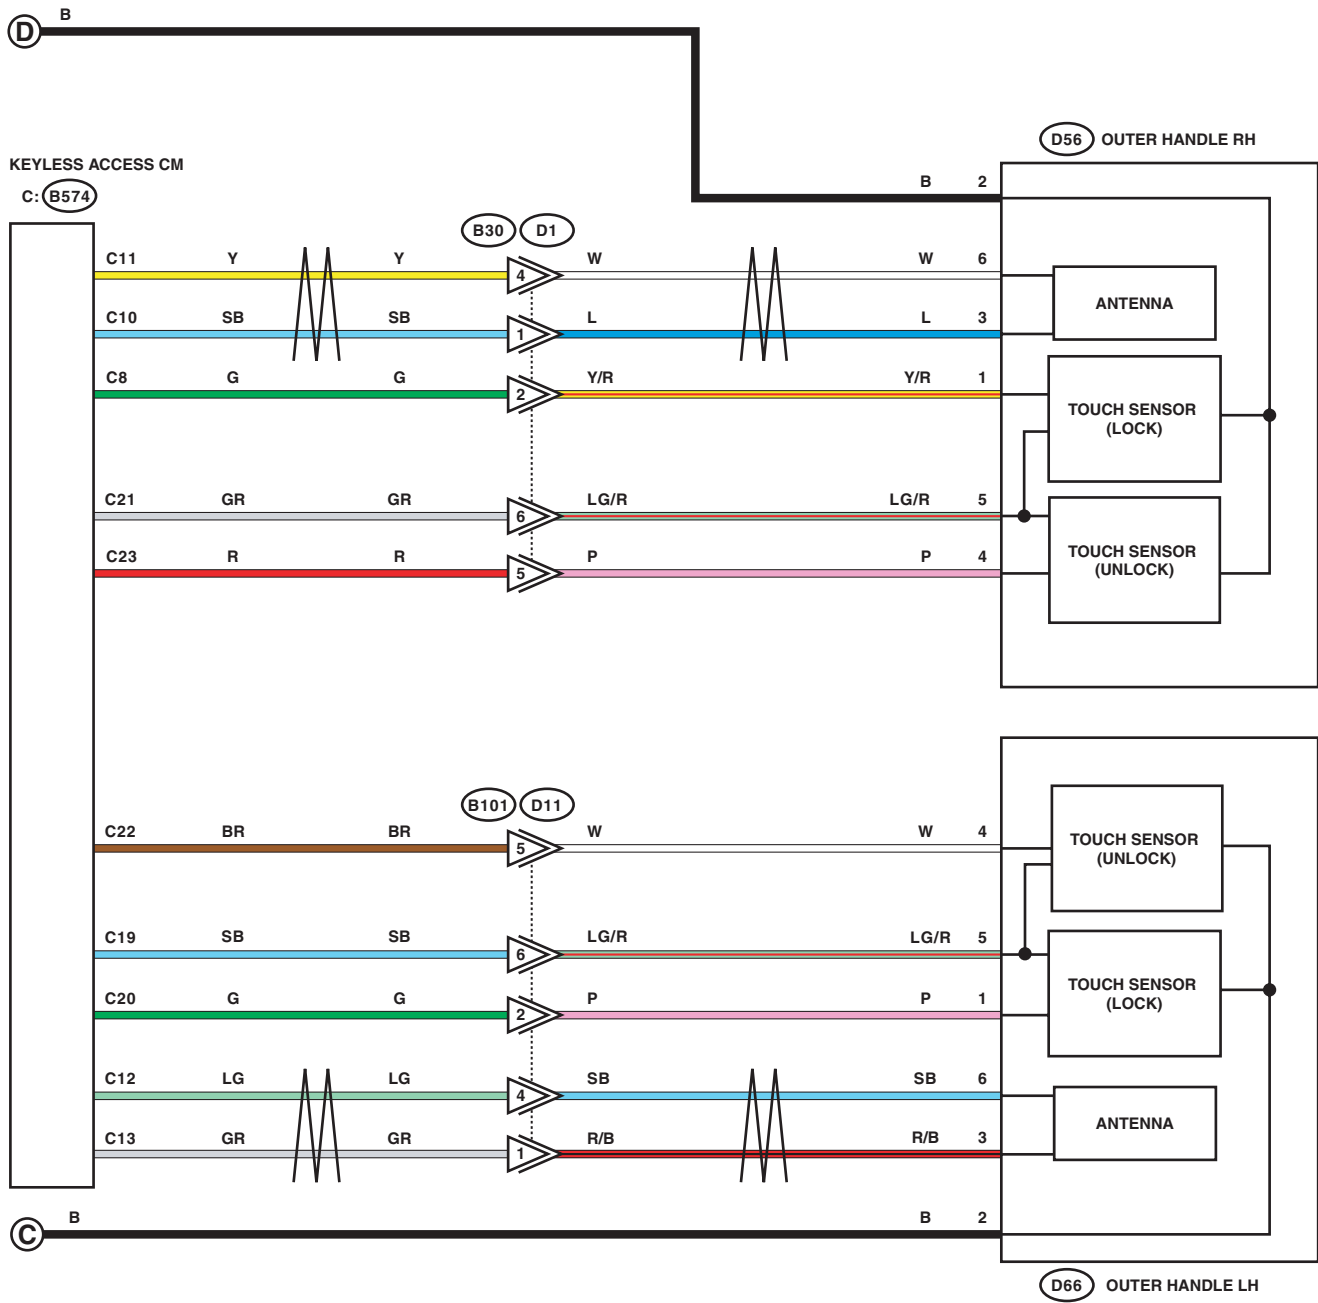 B
D
D56 OUTER HANDLE RH
KEYLESS ACCESS CM
C: B574
B 2
B30 D1
C11 Y Y 4 W W 6
ANTENNA
C10 SB SB 1 L L 3
C8 G G 2 Y/R Y/R 1
TOUCH SENSOR
(LOCK)
C21 GR GR 6 LG/R LG/R 5
C23 R R 5 P P 4
TOUCH SENSOR
(UNLOCK)
B101 D11
C22 BR BR 5 W W 4
TOUCH SENSOR
(UNLOCK)
C19 SB SB 6 LG/R LG/R 5
C20 G G 2 P P 1
TOUCH SENSOR
(LOCK)
C12 LG LG 4 SB SB 6
ANTENNA
C13 GR GR 1 R/B R/B 3
B B 2
C
D66 OUTER HANDLE LH